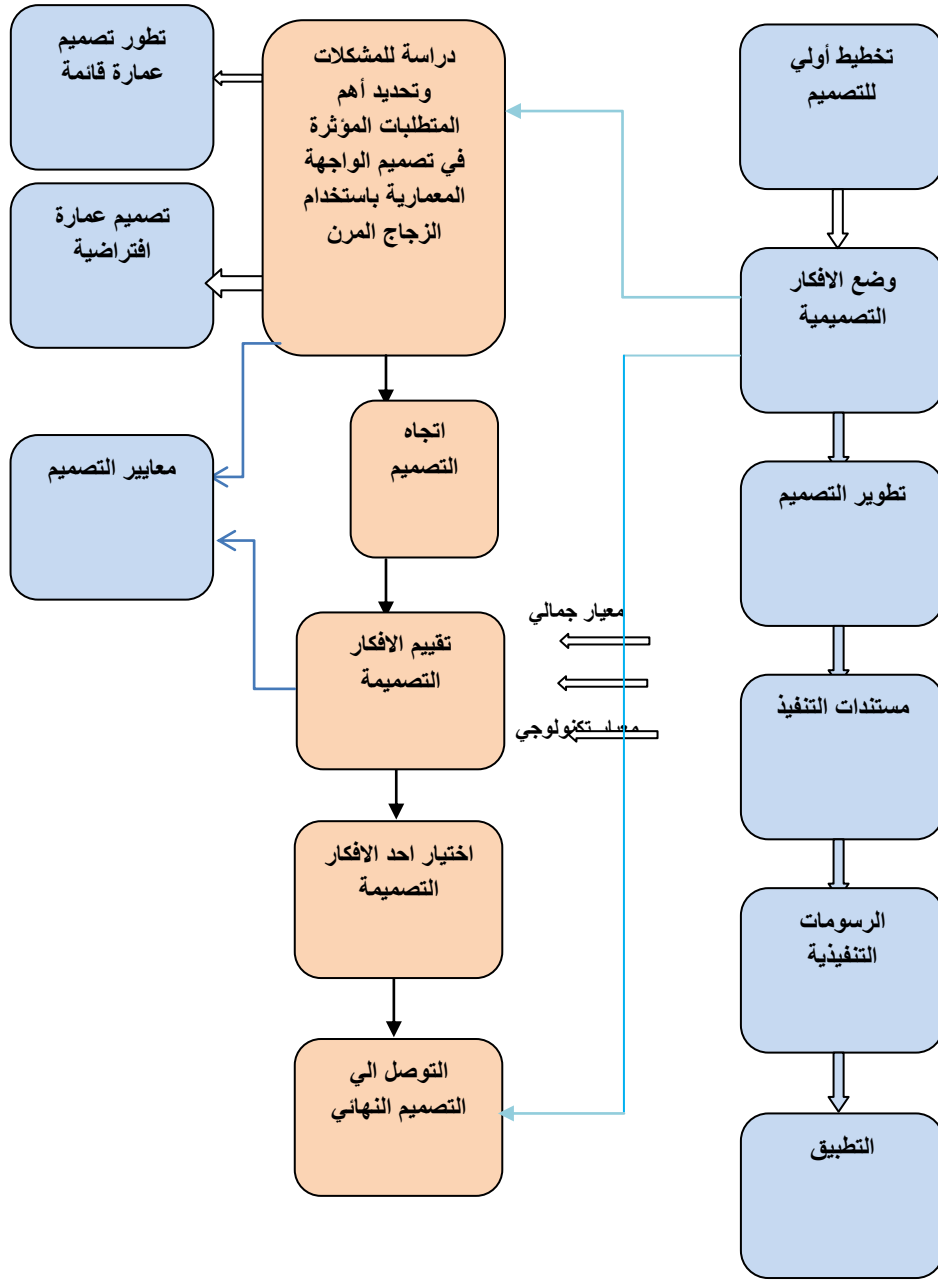 تخطيط أولي
للتصميم
وضع الافكار
التصميمية
تطوير التصميم
مستندات التنفيذ
الرسومات
التنفيذية
التطبيق
دراسة للمشكلات
وتحديد أهم
المتطلبات المؤثرة
في تصميم الواجهة
المعمارية باستخدام
الزجاج المرن
اتجاه
التصميم
تقييم الافكار
التصميمة
معيار جمالي
معيار تكنولوجي
اختيار احد الافكار
التصميمة
التوصل الي
التصميم النهائي
تطور تصميم
عمارة قائمة
تصميم عمارة
افتراضية
معايير التصميم